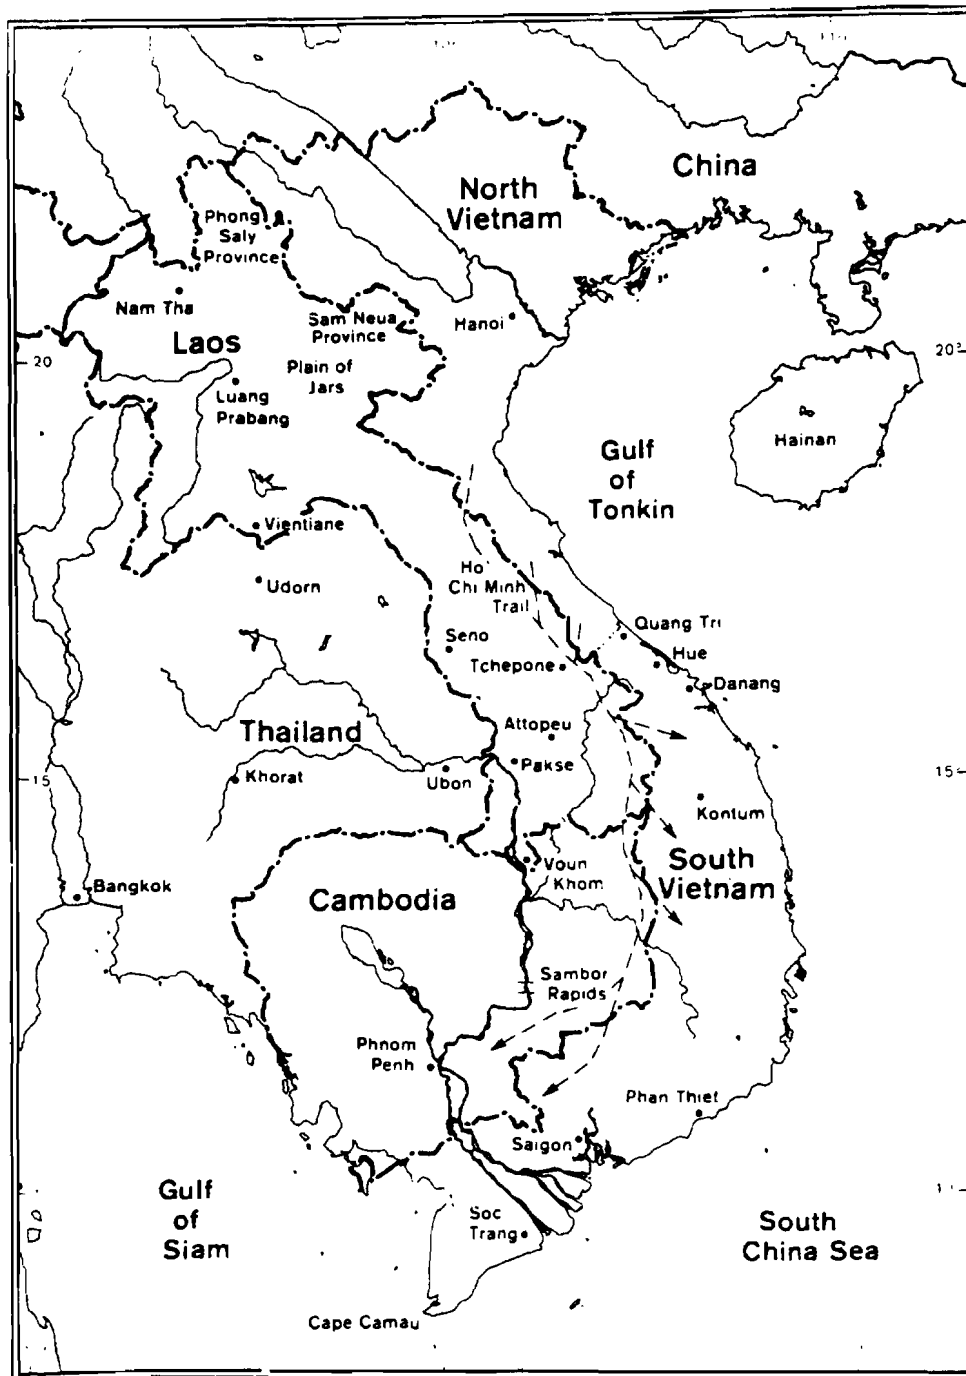 China
North
Vietnam
Phong
Saly
Province
Nam Tha
Sam Neua
Province
Hanoi
Laos
20
20°
Plain of
Jars
Luang
Prabang
Hainan
Gulf
of
Tonkin
Vientiane
Ho
Chi Minh
Trail
Udorn
Quang Tri
Seno
Hue
Tchepone
Danang
Attopeu
Thailand
Pakse
Khorat
Ubon
15
15°
Kontum
South
Vietnam
Voun
Khom
Bangkok
Cambodia
Sambor
Rapids
Phnom
Penh
Phan Thiet
Saigon
Gulf
of
Siam
Soc
Trang
South
China Sea
Cape Camau